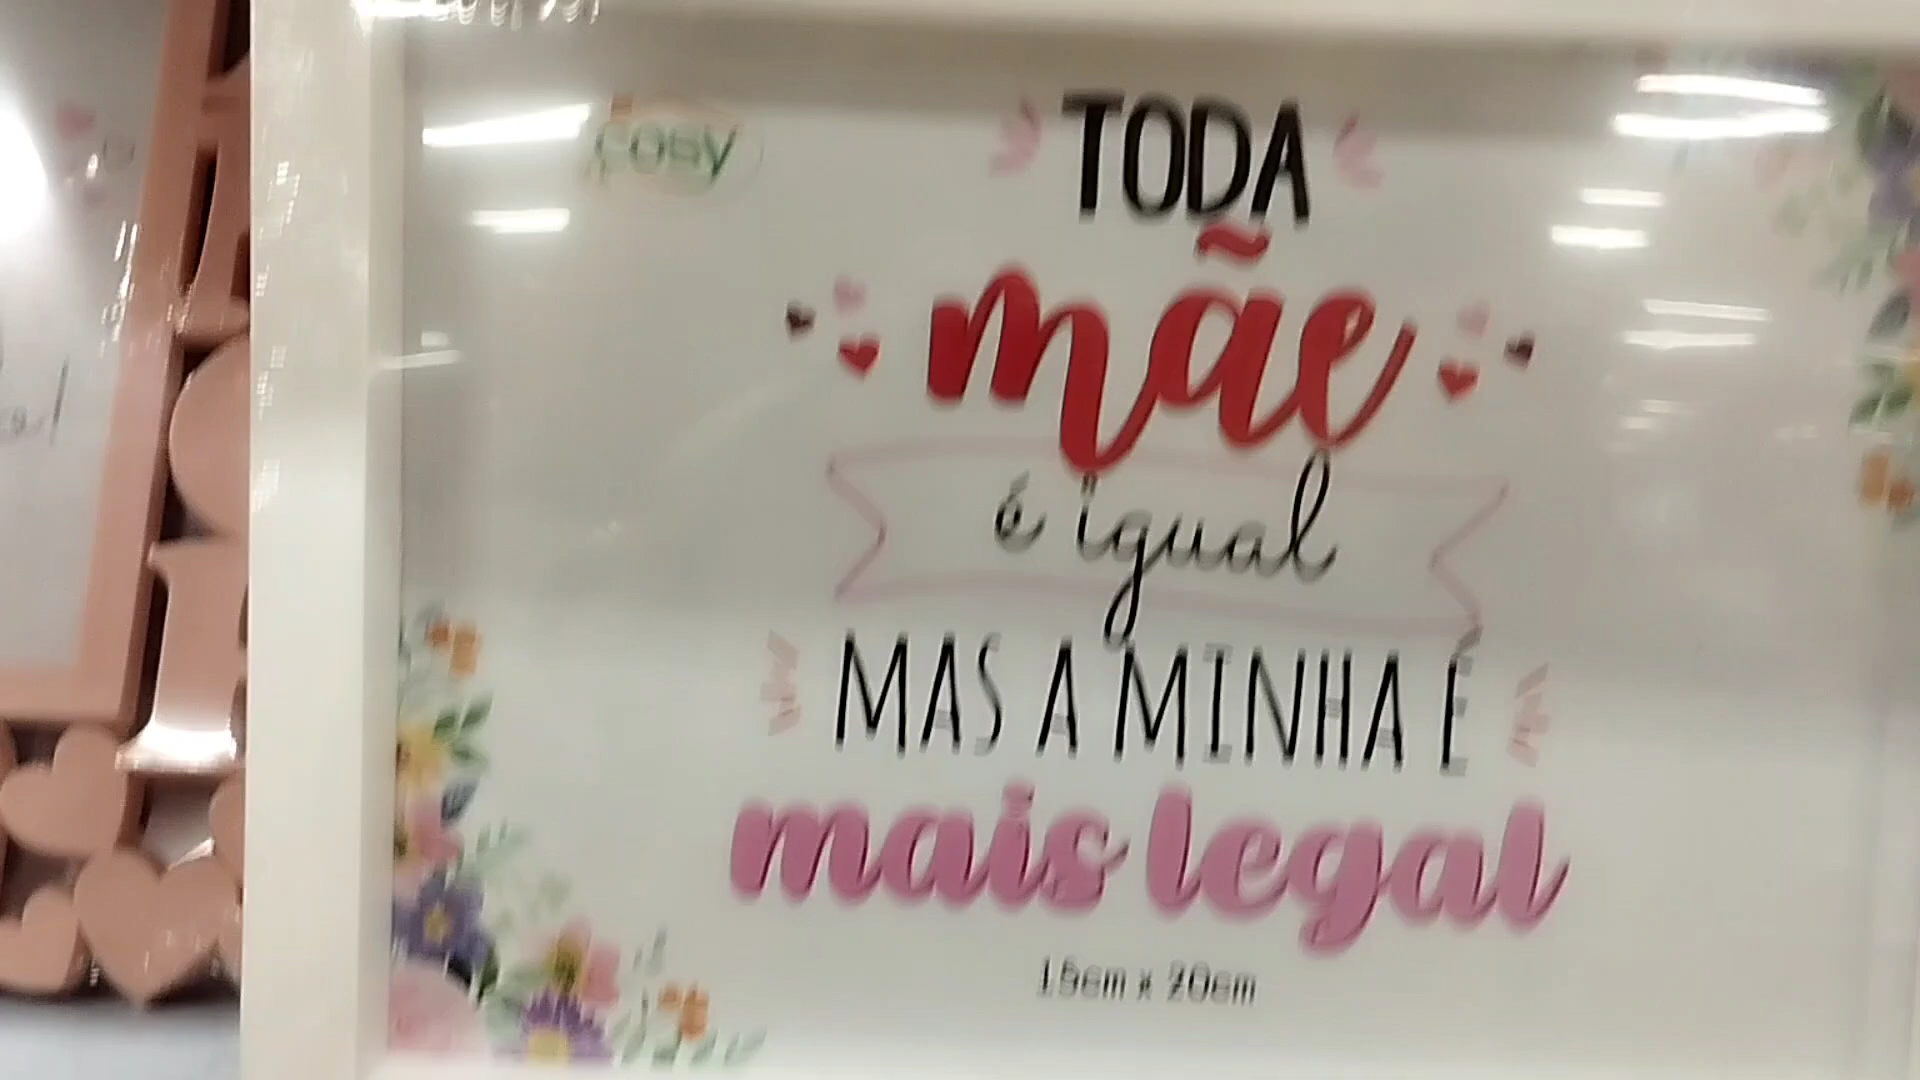 cosy
TODA
mãe
é igual
MAS A MINHA É
mais legal
15cm x 20cm